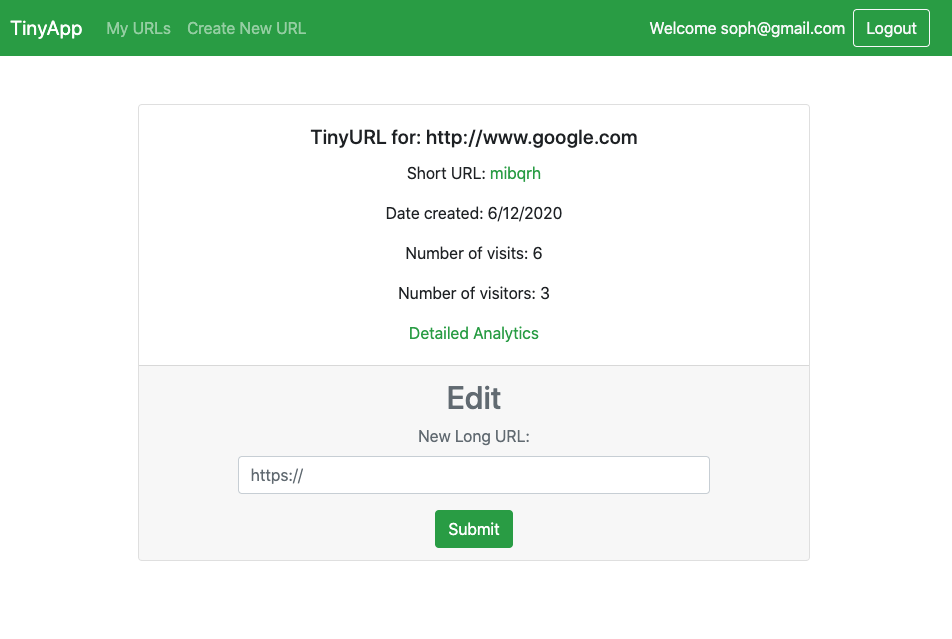 TinyApp My URLs Create New URL Welcome soph@gmail.com Logout
TinyURL for: http://www.google.com
Short URL: mibqrh
Date created: 6/12/2020
Number of visits: 6
Number of visitors: 3
Detailed Analytics
Edit
New Long URL:
https://
Submit